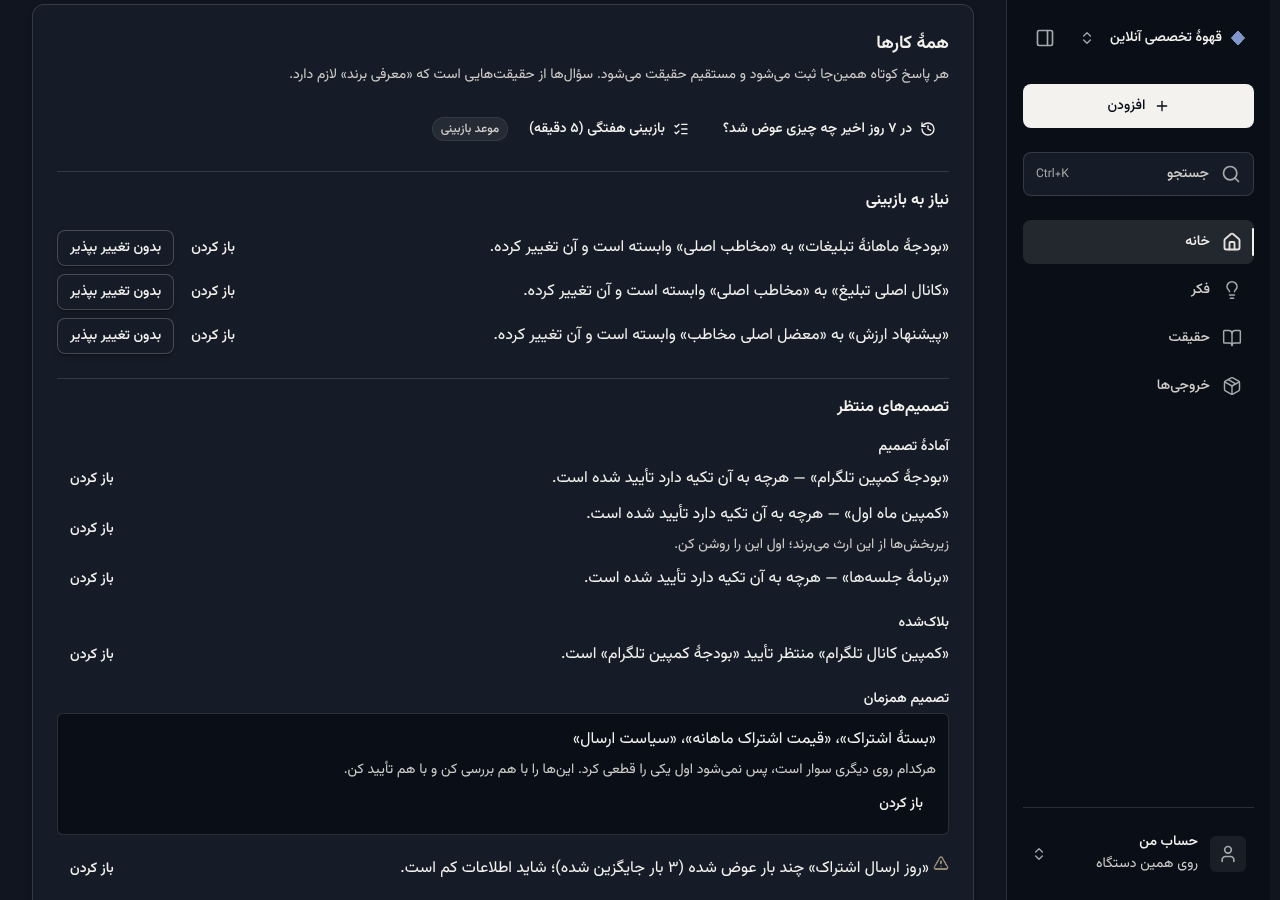 قهوهٔ تخصصی آنلاین
افزودن
جستجو Ctrl+K
خانه
فکر
حقیقت
خروجی‌ها
حساب من
روی همین دستگاه
همهٔ کارها
هر پاسخ کوتاه همین‌جا ثبت می‌شود و مستقیم حقیقت می‌شود. سؤال‌ها از حقیقت‌هایی است که «معرفی برند» لازم دارد.
در ۷ روز اخیر چه چیزی عوض شد؟ بازبینی هفتگی (۵ دقیقه) موعد بازبینی
نیاز به بازبینی
«بودجهٔ ماهانهٔ تبلیغات» به «مخاطب اصلی» وابسته است و آن تغییر کرده. باز کردن بدون تغییر بپذیر
«کانال اصلی تبلیغ» به «مخاطب اصلی» وابسته است و آن تغییر کرده. باز کردن بدون تغییر بپذیر
«پیشنهاد ارزش» به «معضل اصلی مخاطب» وابسته است و آن تغییر کرده. باز کردن بدون تغییر بپذیر
تصمیم‌های منتظر
آمادهٔ تصمیم
«بودجهٔ کمپین تلگرام» — هرچه به آن تکیه دارد تأیید شده است. باز کردن
«کمپین ماه اول» — هرچه به آن تکیه دارد تأیید شده است. باز کردن
زیربخش‌ها از این ارث می‌برند؛ اول این را روشن کن.
«برنامهٔ جلسه‌ها» — هرچه به آن تکیه دارد تأیید شده است. باز کردن
بلاک‌شده
«کمپین کانال تلگرام» منتظر تأیید «بودجهٔ کمپین تلگرام» است. باز کردن
تصمیم همزمان
«بستهٔ اشتراک»، «قیمت اشتراک ماهانه»، «سیاست ارسال»
هرکدام روی دیگری سوار است، پس نمی‌شود اول یکی را قطعی کرد. این‌ها را با هم بررسی کن و با هم تأیید کن.
باز کردن
«روز ارسال اشتراک» چند بار عوض شده (۳ بار جایگزین شده)؛ شاید اطلاعات کم است. باز کردن